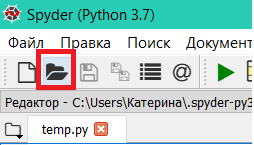 Spyder (Python 3.7)
Файл Правка Поиск Документ
@
Редактор - C:\Users\Катерина\.spyder-py3
temp.py